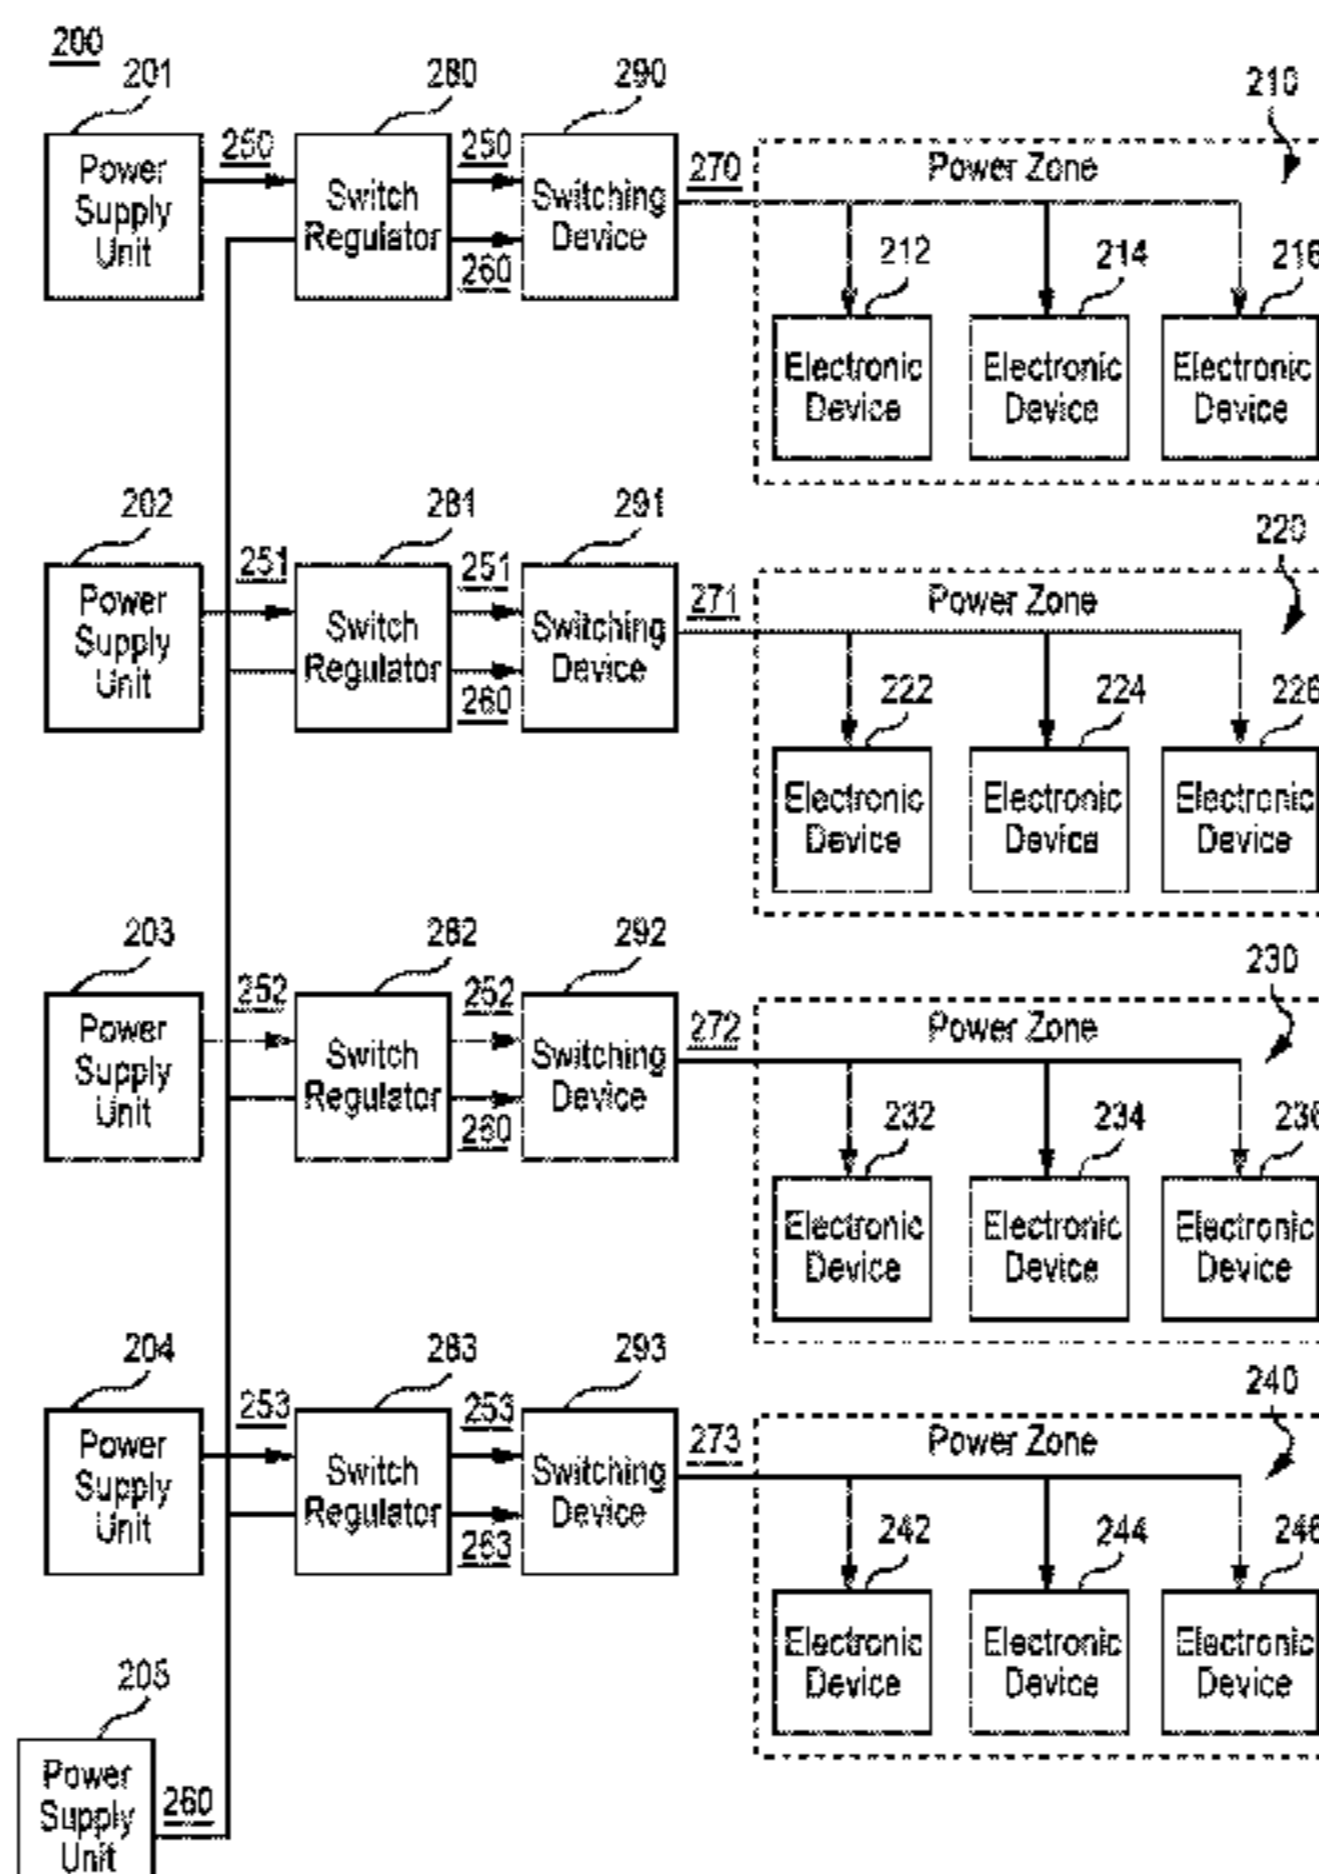 200
201
280
290
210
Power Supply Unit
250
Switch Regulator
250
260
Switching Device
270
Power Zone
212
214
216
Electronic Device
Electronic Device
Electronic Device
202
281
291
220
Power Supply Unit
251
Switch Regulator
251
260
Switching Device
271
Power Zone
222
224
226
Electronic Device
Electronic Device
Electronic Device
203
282
292
230
Power Supply Unit
252
Switch Regulator
252
260
Switching Device
272
Power Zone
232
234
236
Electronic Device
Electronic Device
Electronic Device
204
283
293
240
Power Supply Unit
253
Switch Regulator
253
263
Switching Device
273
Power Zone
242
244
246
Electronic Device
Electronic Device
Electronic Device
205
Power Supply Unit
260